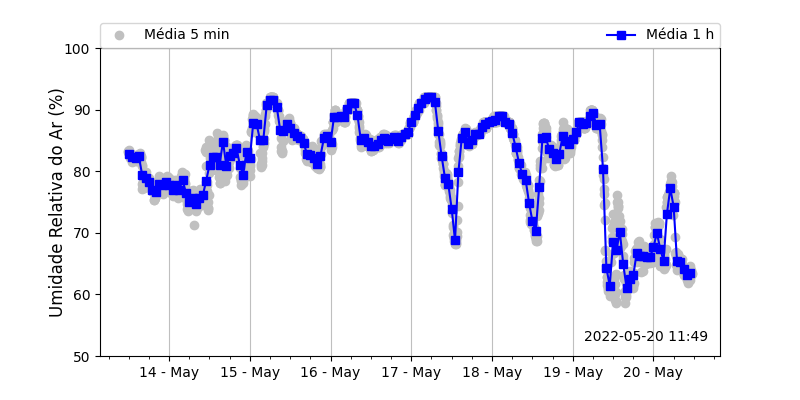 Média 5 min
Média 1 h
Umidade Relativa do Ar (%)
100
90
80
70
60
50
2022-05-20 11:49
14 - May
15 - May
16 - May
17 - May
18 - May
19 - May
20 - May